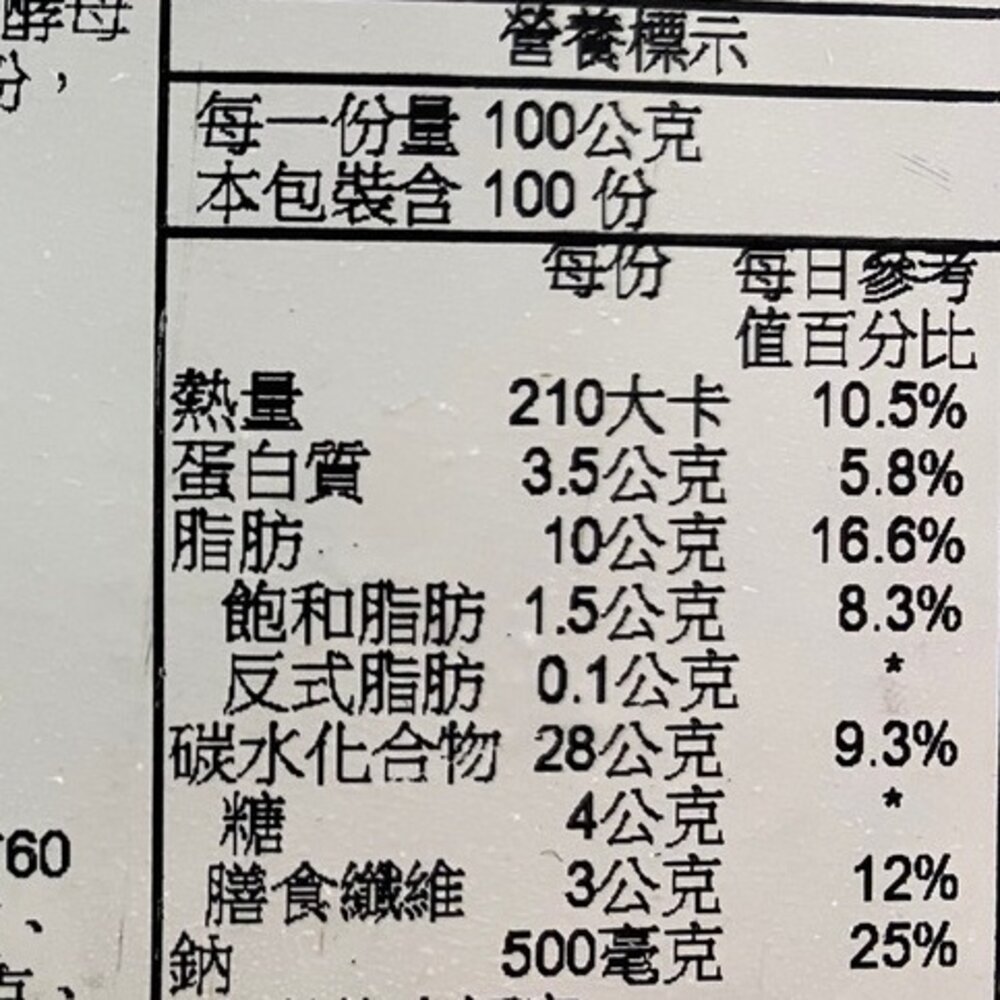 酵母
份，
60
、
營養標示
每一份量 100公克
本包裝含 100 份
每份 每日參考
值百分比
熱量 210大卡 10.5%
蛋白質 3.5公克 5.8%
脂肪 10公克 16.6%
飽和脂肪 1.5公克 8.3%
反式脂肪 0.1公克 *
碳水化合物 28公克 9.3%
糖 4公克 *
膳食纖維 3公克 12%
鈉 500毫克 25%